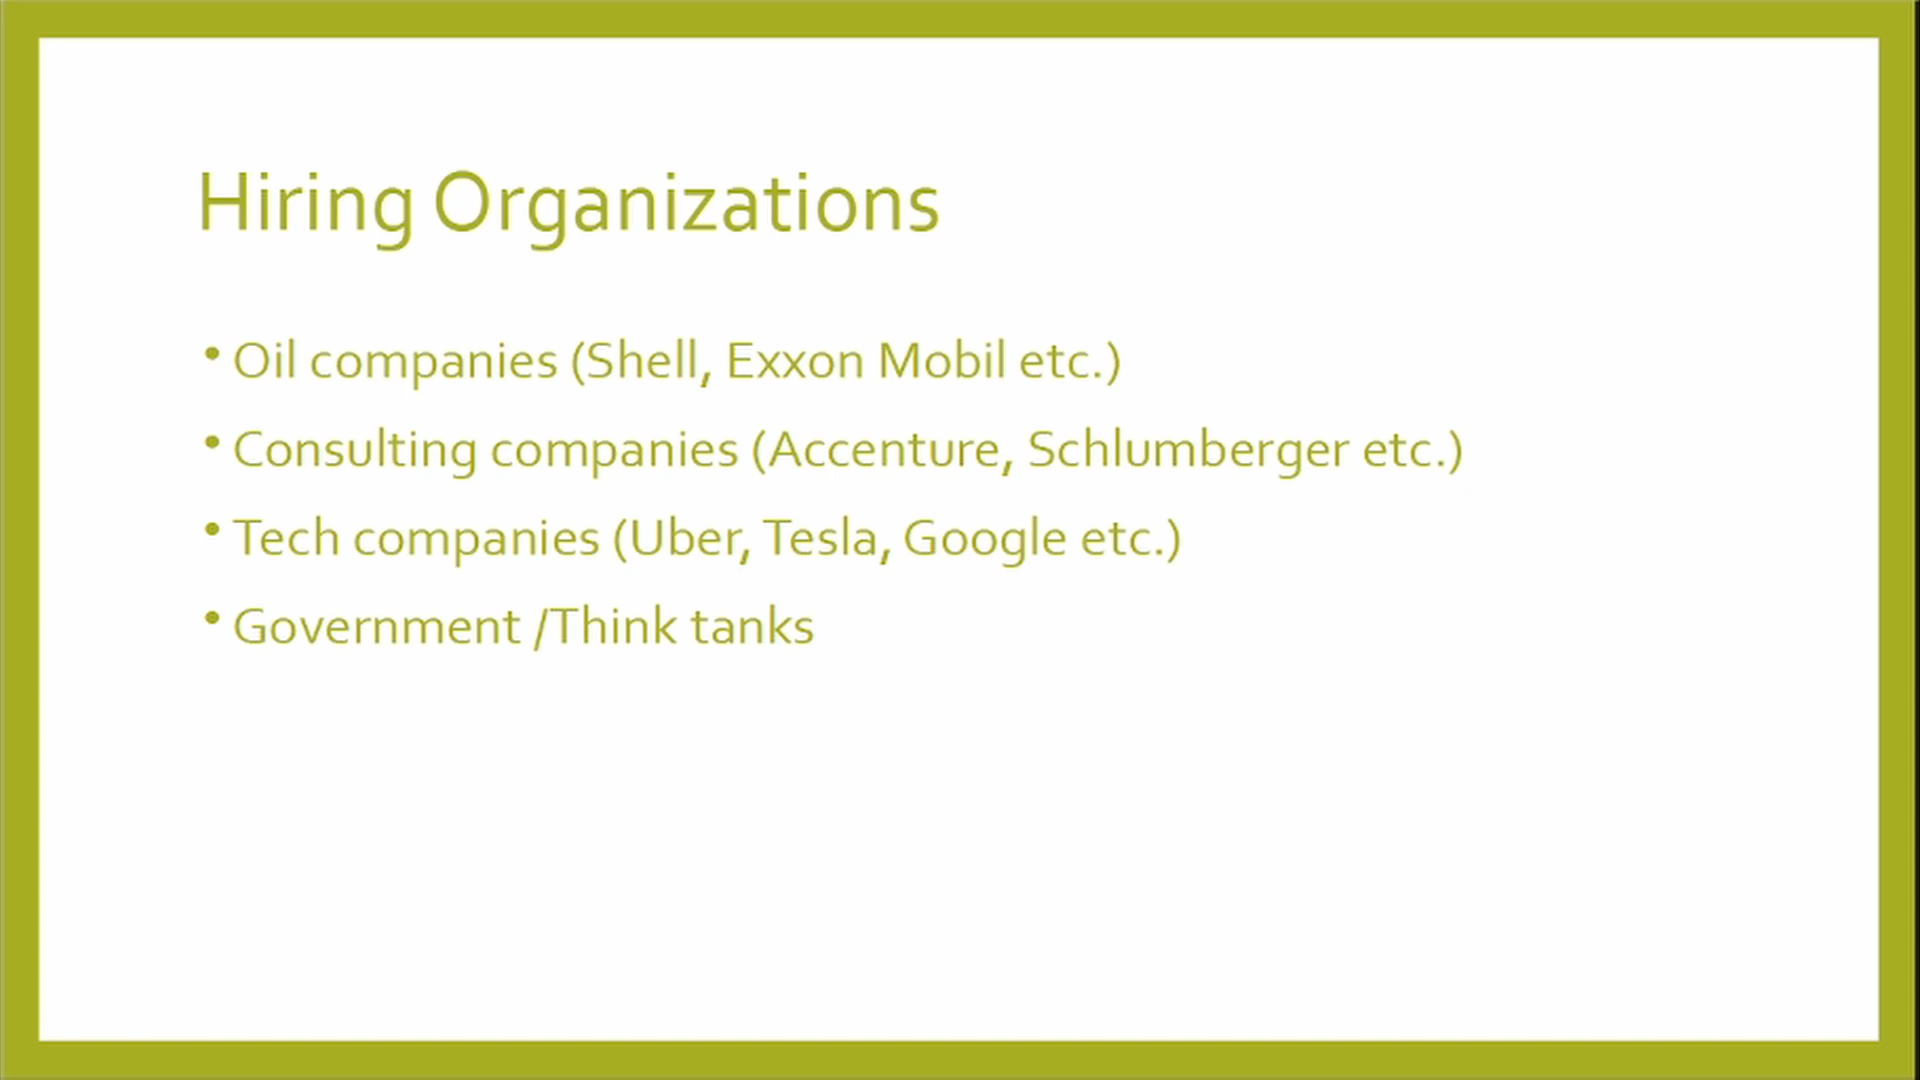 Hiring Organizations
• Oil companies (Shell, Exxon Mobil etc.)
• Consulting companies (Accenture, Schlumberger etc.)
• Tech companies (Uber, Tesla, Google etc.)
• Government /Think tanks